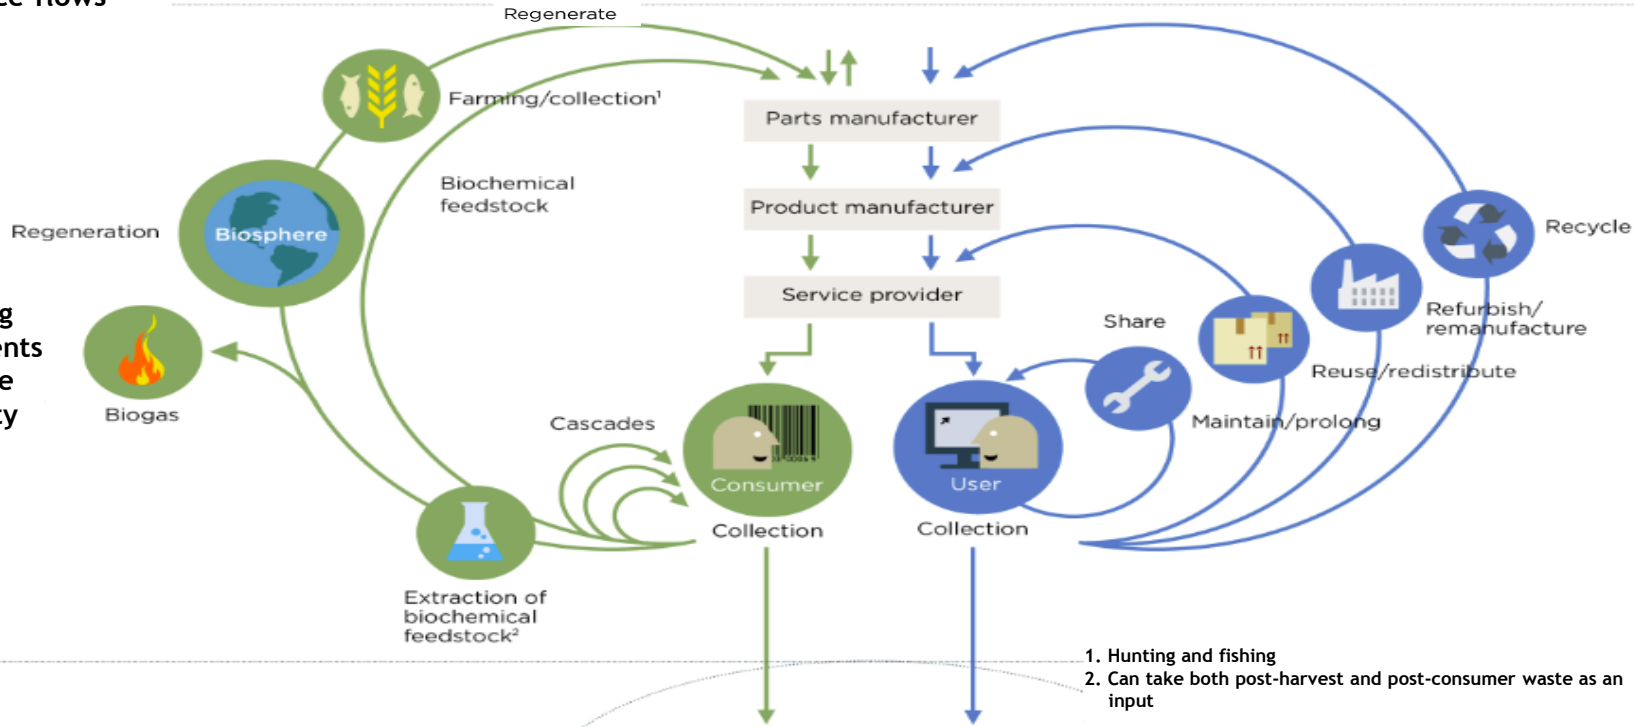 Regenerate
Farming/collection¹
Parts manufacturer
Biochemical
feedstock
Product manufacturer
Regeneration
Biosphere
Recycle
Service provider
Share
Refurbish/
remanufacture
Reuse/redistribute
Biogas
Cascades
Maintain/prolong
Consumer
User
Collection
Collection
Extraction of
biochemical
feedstock²
1. Hunting and fishing
2. Can take both post-harvest and post-consumer waste as an
input